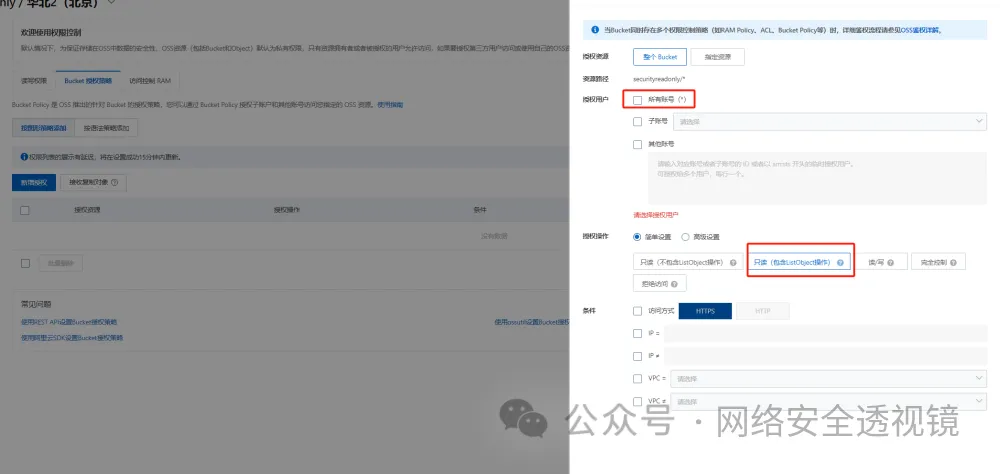 nly / 华北2（北京）
欢迎使用权限控制
默认情况下，为保证存储在OSS中数据的安全性，OSS资源（包括Bucket和Object）默认为私有权限，只有资源拥有者或者被授权的用户允许访问。如果要授权第三方用户访问或使用自己的OSS资
读写权限 Bucket 授权策略 访问控制 RAM
Bucket Policy 是 OSS 推出的针对 Bucket 的授权策略，您可以通过 Bucket Policy 授权子账户和其他账号访问您指定的 OSS 资源。使用指南
按图形策略添加 按语法策略添加
权限列表的展示有延迟，将在设置成功15分钟内更新。
新增授权 接收复制对象
授权资源 授权操作 条件
没有数据
批量删除
常见问题
使用REST API设置Bucket授权策略 使用ossutil设置Bucket授权
使用阿里云SDK设置Bucket授权策略
当Bucket同时存在多个权限控制策略（如RAM Policy、ACL、Bucket Policy等）时，详细鉴权流程请参见OSS鉴权详解。
授权资源 整个 Bucket 指定资源
资源路径 securityreadonly/*
授权用户 所有账号（*）
子账号 请选择
其他账号
请输入对应账号或者子账号的 ID 或者以 arn:sts 开头的临时授权用户。
可授权给多个用户，每行一个。
请选择授权用户
授权操作 简单设置 高级设置
只读（不包含ListObject操作） 只读（包含ListObject操作） 读/写 完全控制
拒绝访问
条件 访问方式 HTTPS HTTP
IP =
IP ≠
VPC = 请选择
VPC ≠ 请选择
公众号 · 网络安全透视镜